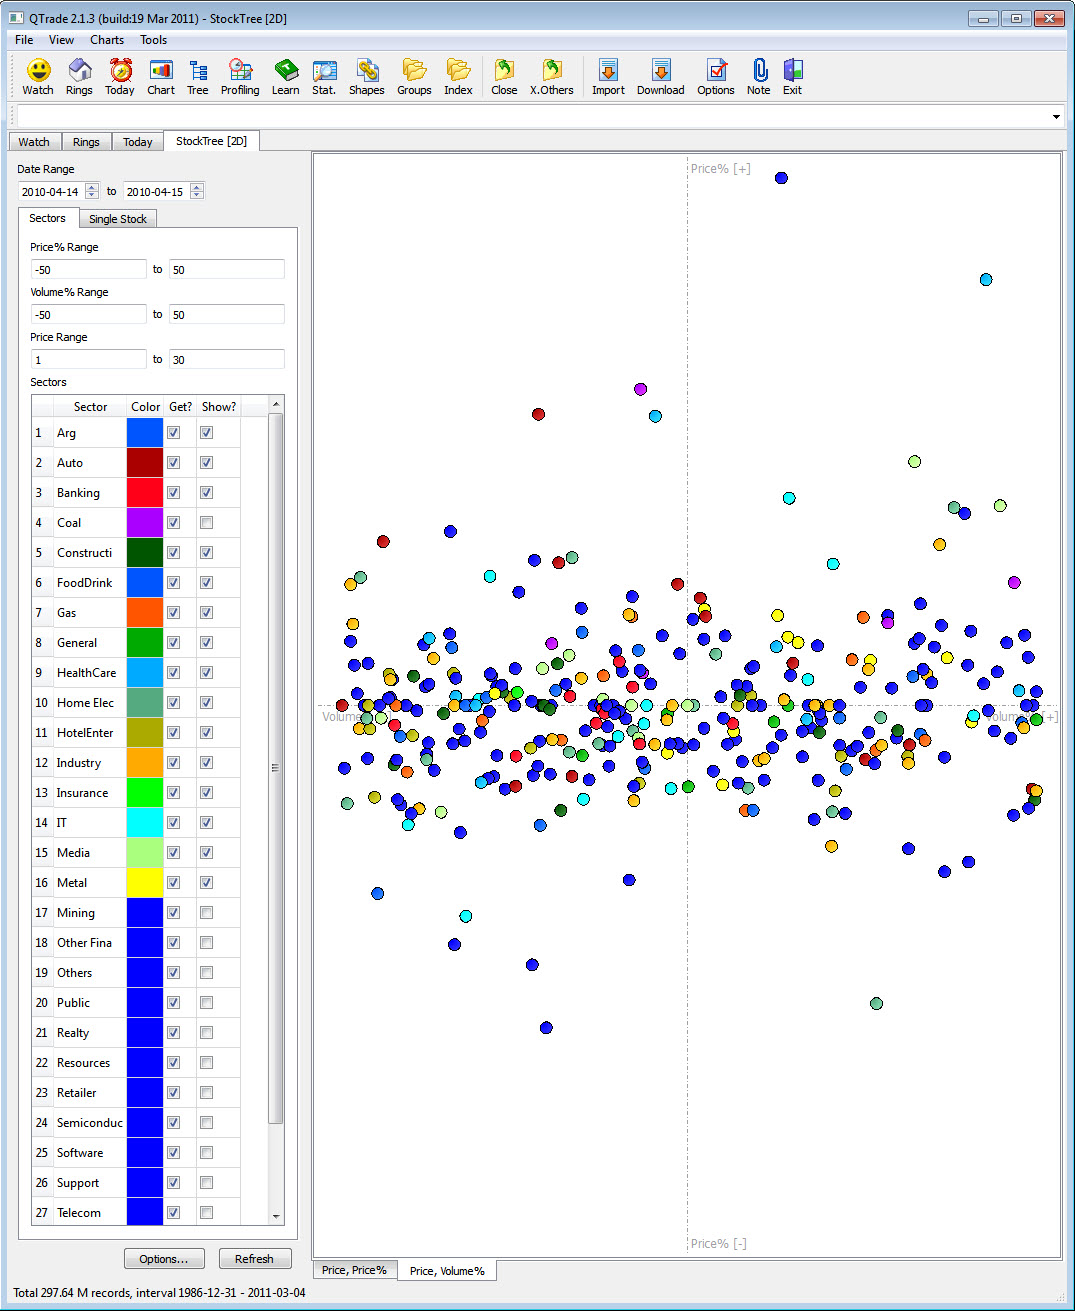 QTrade 2.1.3 (build:19 Mar 2011) - StockTree [2D]
File View Charts Tools
Watch Rings Today Chart Tree Profiling Learn Stat. Shapes Groups Index Close X.Others Import Download Options Note Exit
Watch Rings Today StockTree [2D]
Date Range
2010-04-14 to 2010-04-15
Sectors Single Stock
Price% Range
-50 to 50
Volume% Range
-50 to 50
Price Range
1 to 30
Sectors
Sector Color Get? Show?
1 Arg
2 Auto
3 Banking
4 Coal
5 Constructi
6 FoodDrink
7 Gas
8 General
9 HealthCare
10 Home Elec
11 HotelEnter
12 Industry
13 Insurance
14 IT
15 Media
16 Metal
17 Mining
18 Other Fina
19 Others
20 Public
21 Realty
22 Resources
23 Retailer
24 Semiconduc
25 Software
26 Support
27 Telecom
Options... Refresh
Price% [+]
Price% [-]
Price, Price% Price, Volume%
Total 297.64 M records, interval 1986-12-31 - 2011-03-04